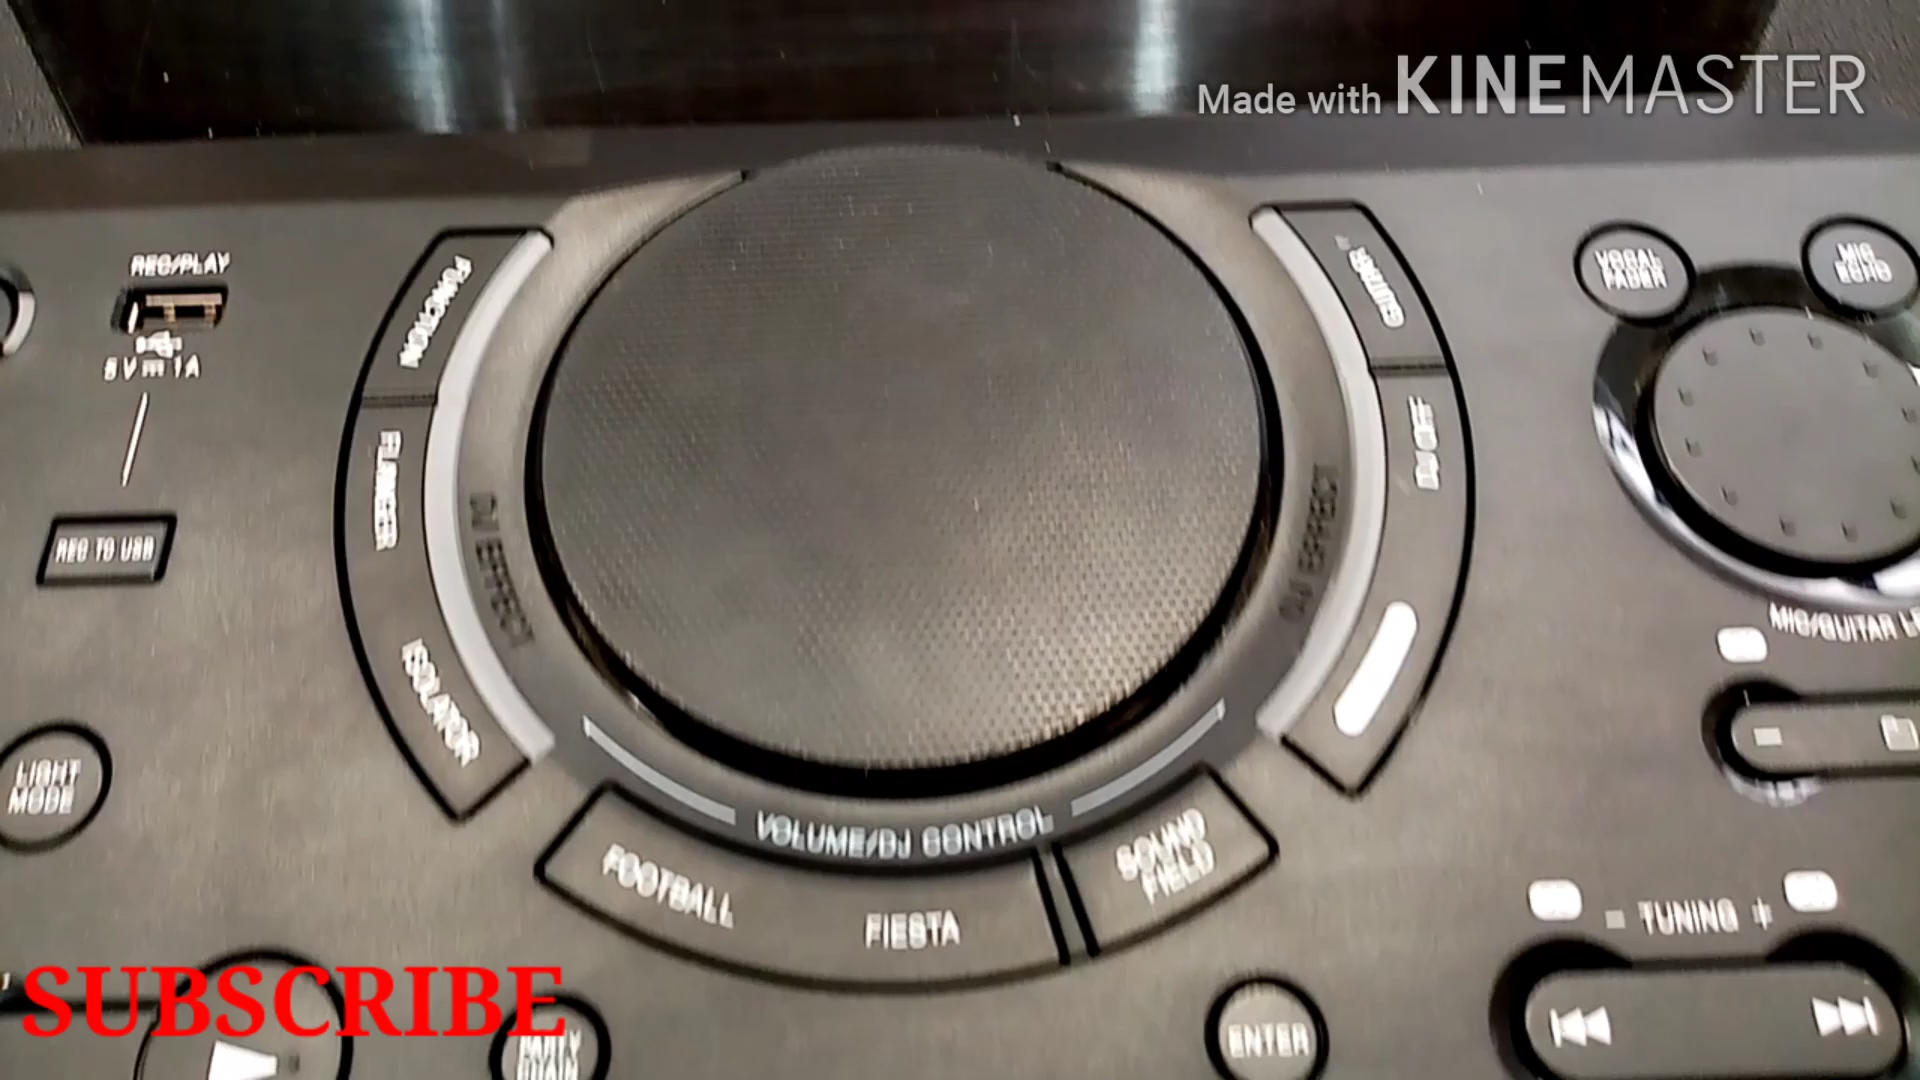 Made with KINEMASTER
REC/PLAY
5V 1A
REC TO USB
LIGHT
MODE
FUNCTION
FLANGER
ISOLATOR
DJ EFFECT
VOLUME/DJ CONTROL
FOOTBALL
FIESTA
SOUND
FIELD
DJ EFFECT
GUITAR
DJ OFF
VOCAL
FADER
MIC
ECHO
MIC/GUITAR
- TUNING +
ENTER
PARTY
CHAIN
SUBSCRIBE